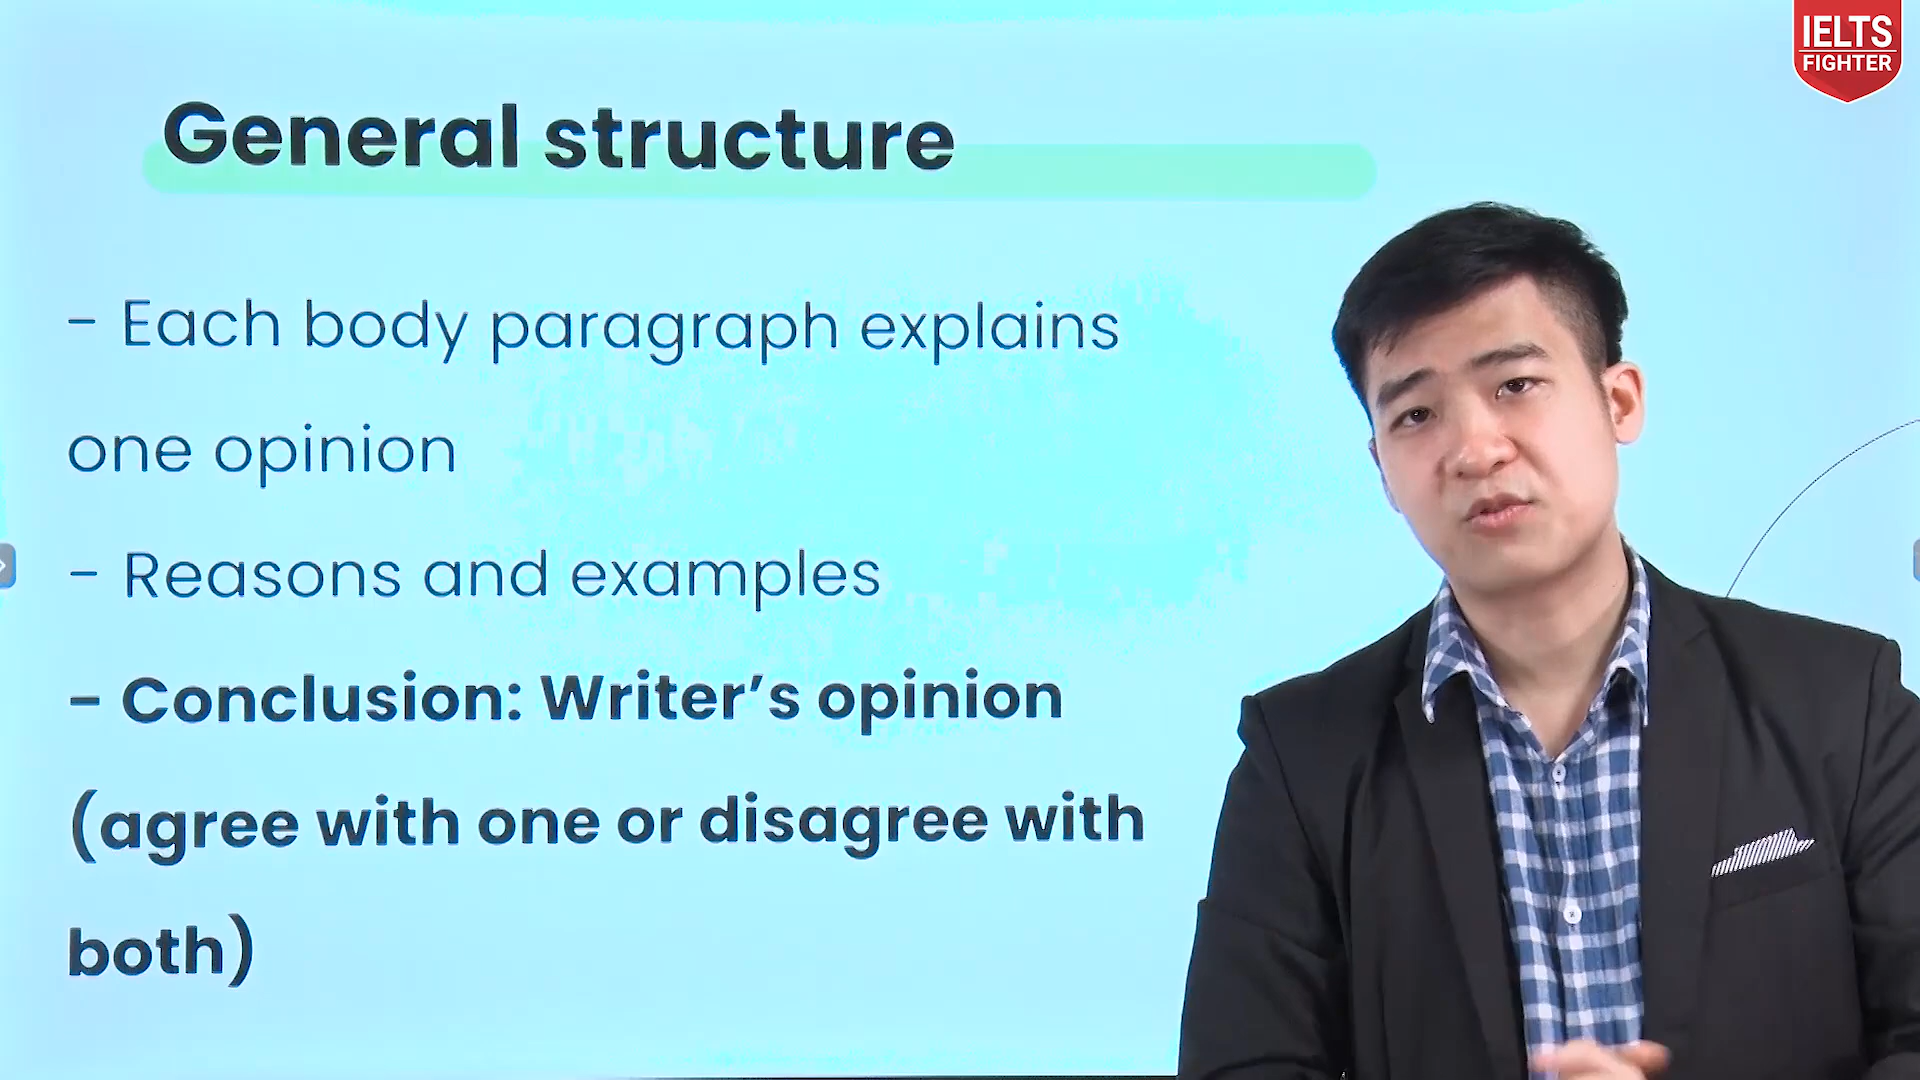 IELTS
FIGHTER
General structure
- Each body paragraph explains
one opinion
- Reasons and examples
- Conclusion: Writer's opinion
(agree with one or disagree with
both)